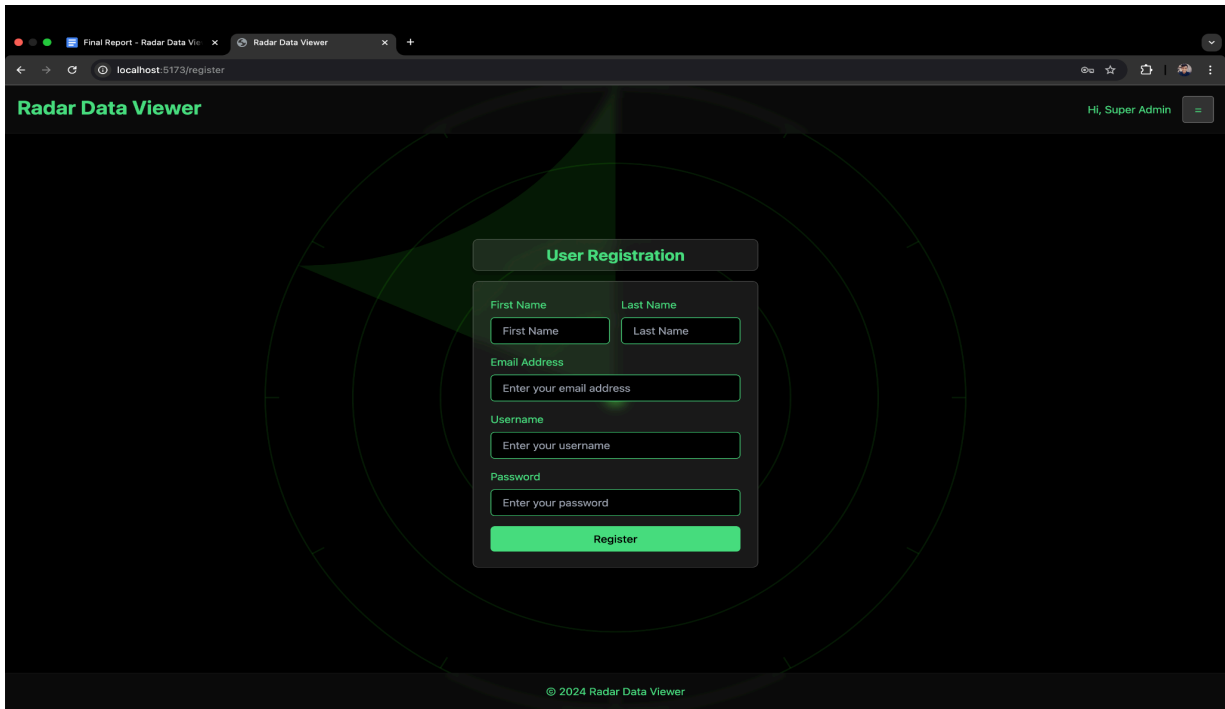 Final Report - Radar Data Vie
Radar Data Viewer
localhost:5173/register
Radar Data Viewer
Hi, Super Admin
=
User Registration
First Name Last Name
First Name Last Name
Email Address
Enter your email address
Username
Enter your username
Password
Enter your password
Register
© 2024 Radar Data Viewer